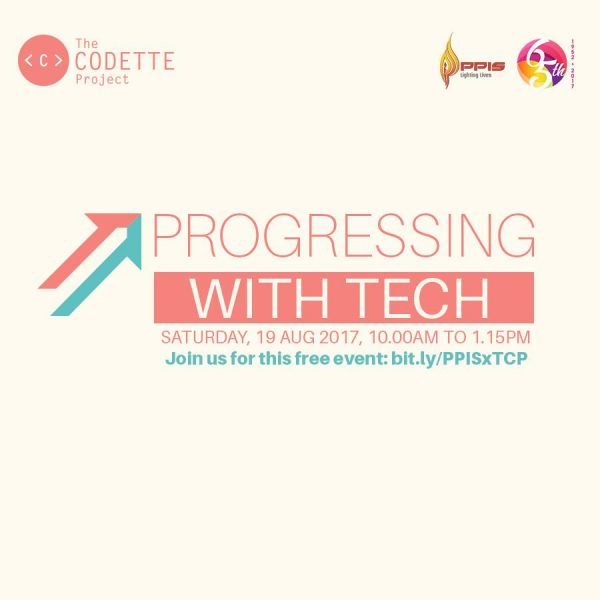 The
CODETTE
Project
<C>
PPIS
Lighting Lives
65th
1952 - 2017
PROGRESSING
WITH TECH
SATURDAY, 19 AUG 2017, 10.00AM TO 1.15PM
Join us for this free event: bit.ly/PPISxTCP